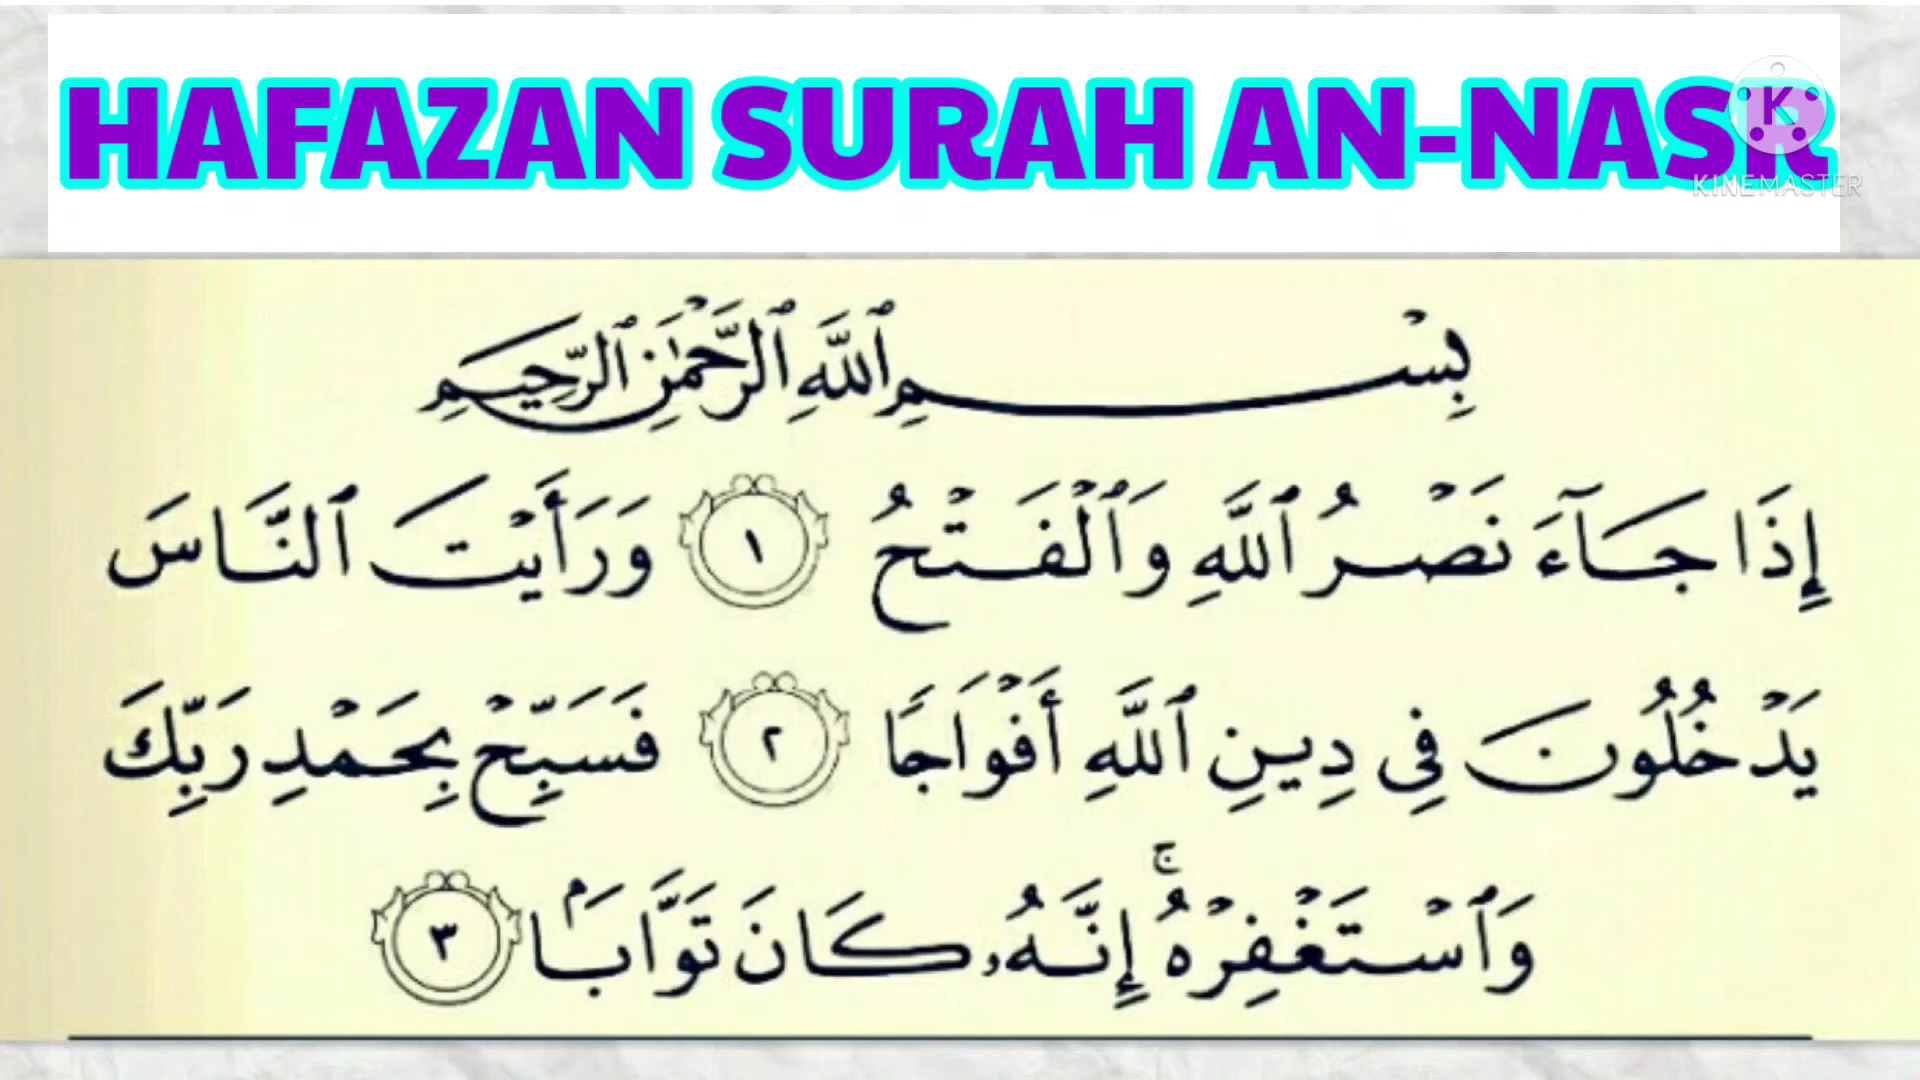 HAFAZAN SURAH AN-NASR
KINEMASTER
بِسْمِ ٱللَّهِ ٱلرَّحْمَٰنِ ٱلرَّحِيمِ
إِذَا جَآءَ نَصْرُ ٱللَّهِ وَٱلْفَتْحُ ١ وَرَأَيْتَ ٱلنَّاسَ
يَدْخُلُونَ فِى دِينِ ٱللَّهِ أَفْوَاجًا ٢ فَسَبِّحْ بِحَمْدِ رَبِّكَ
وَٱسْتَغْفِرْهُ ۚ إِنَّهُۥ كَانَ تَوَّابَۢا ٣